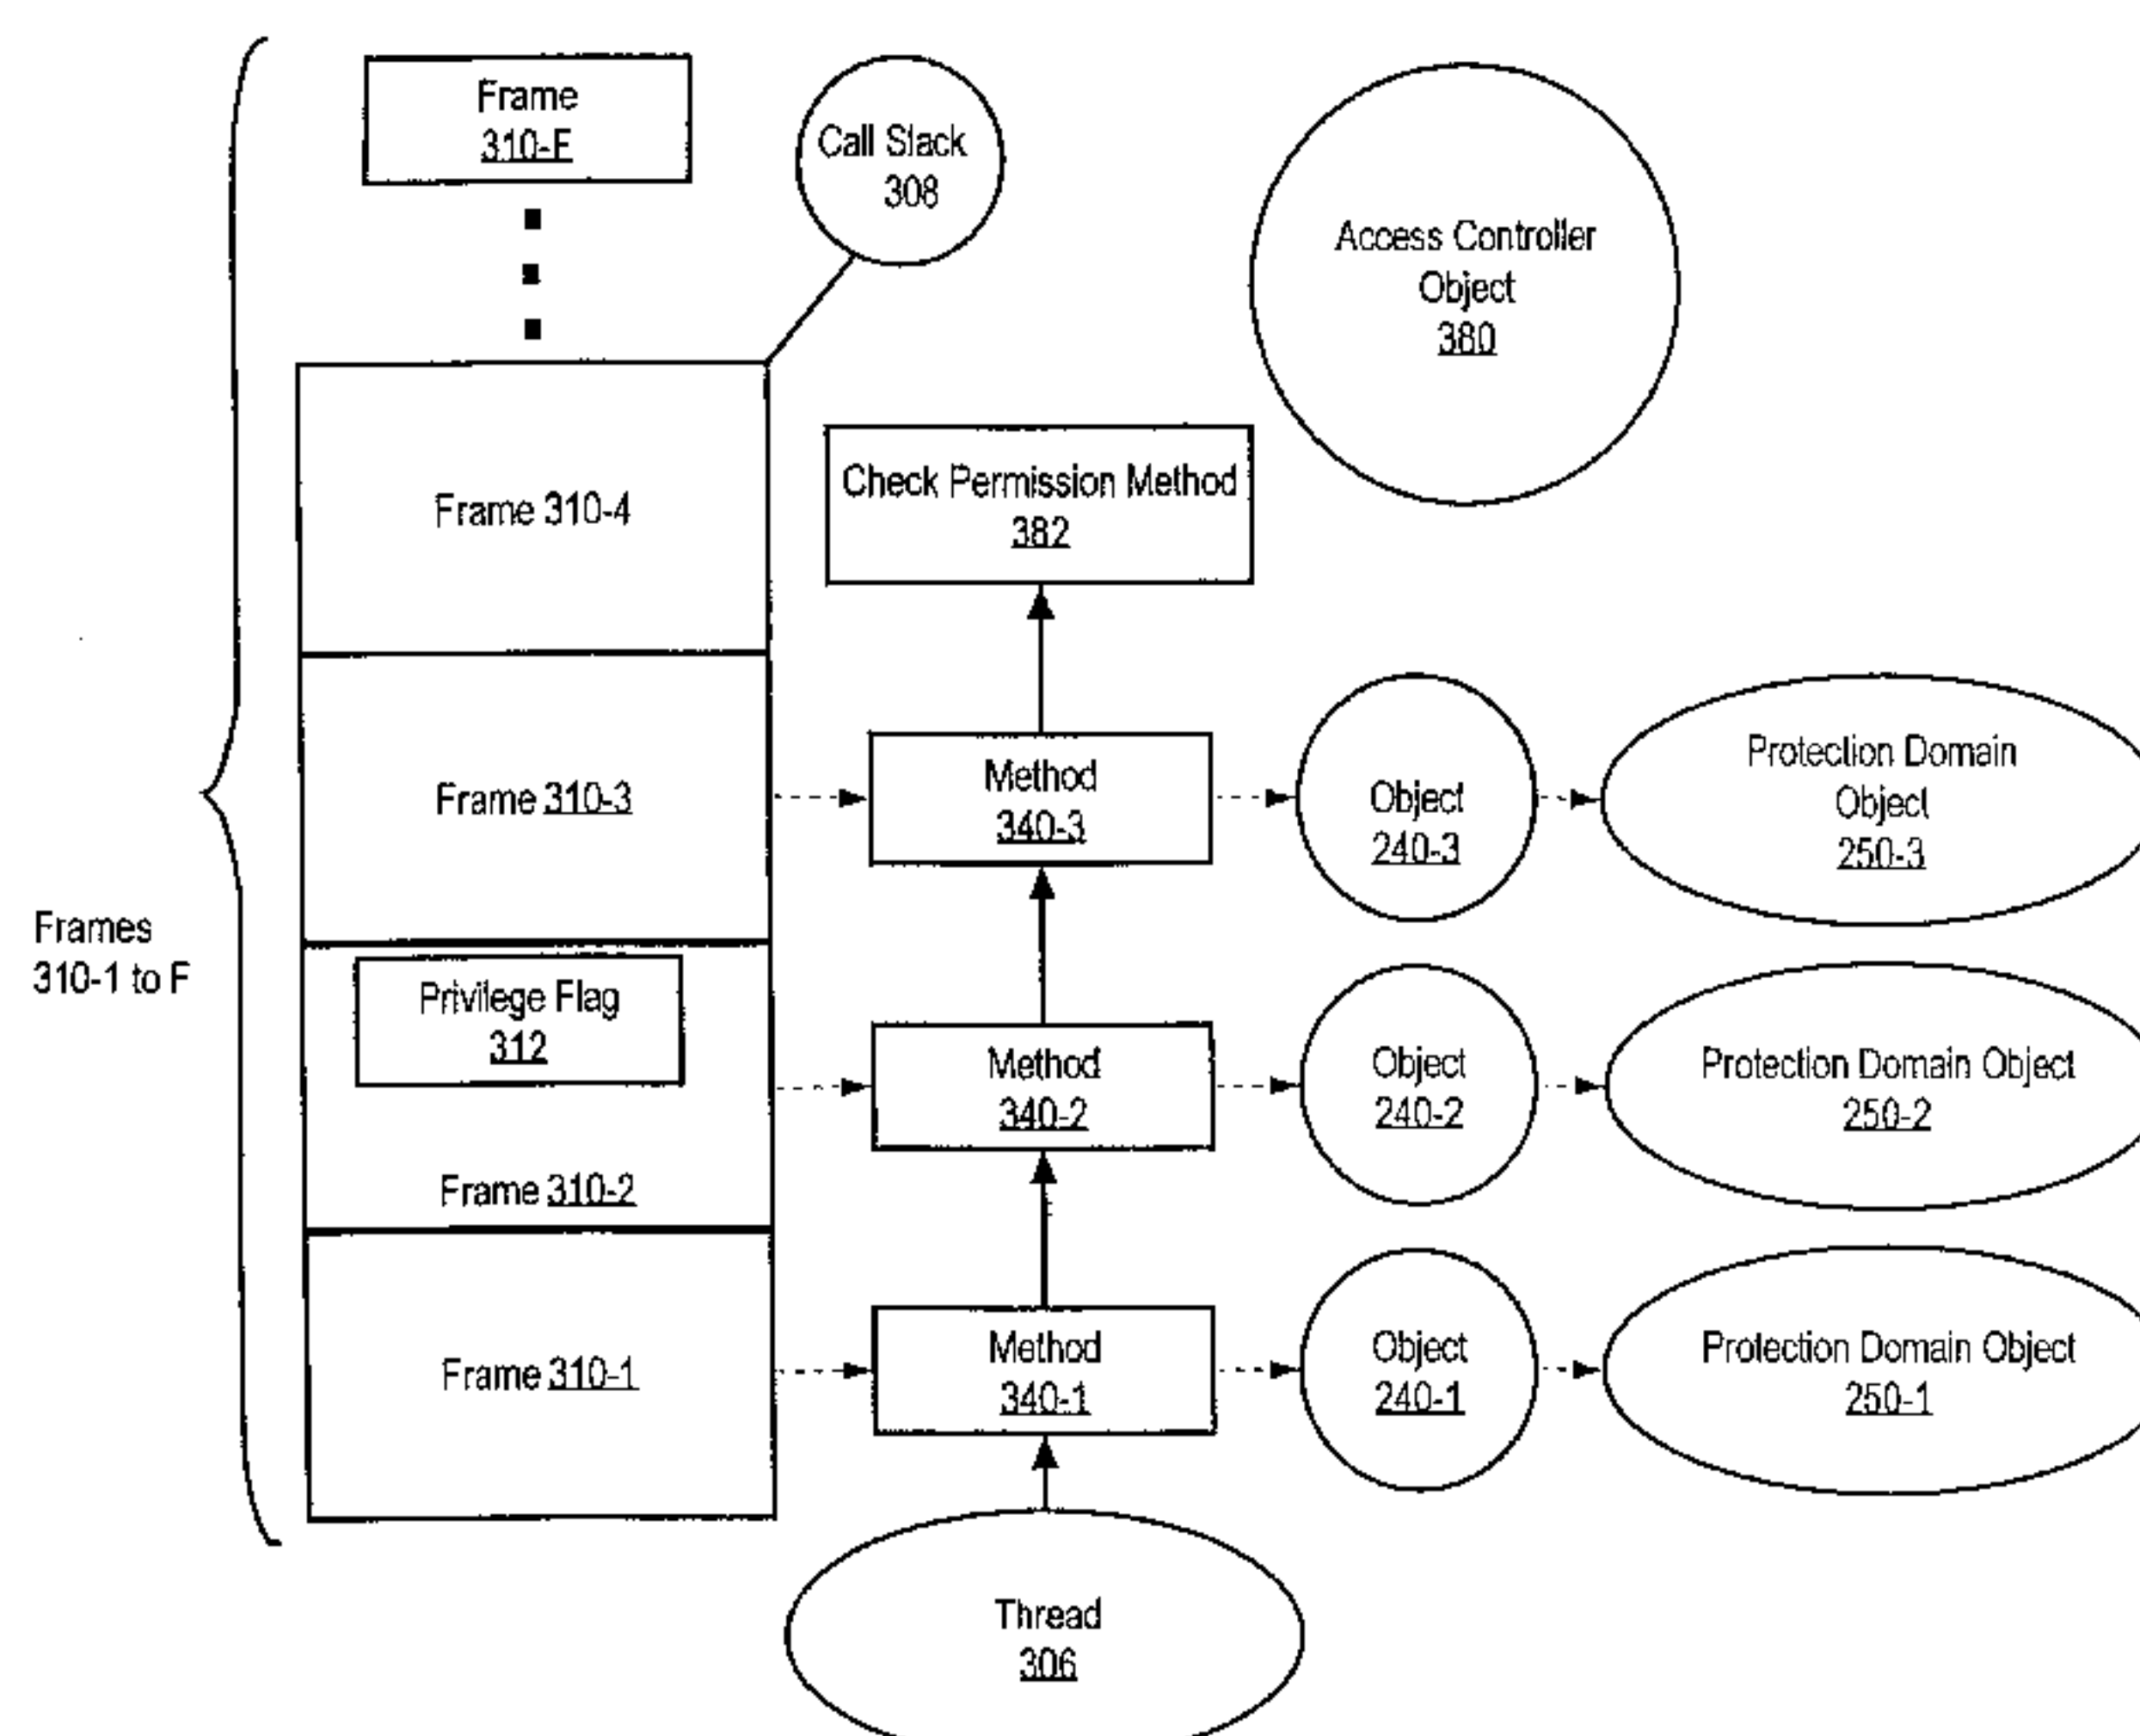 Frame
310-F
Call Stack
308
Access Controller
Object
380
Frame 310-4
Check Permission Method
382
Frame 310-3
Method
340-3
Object
240-3
Protection Domain
Object
250-3
Frames
310-1 to F
Privilege Flag
312
Frame 310-2
Method
340-2
Object
240-2
Protection Domain Object
250-2
Frame 310-1
Method
340-1
Object
240-1
Protection Domain Object
250-1
Thread
306